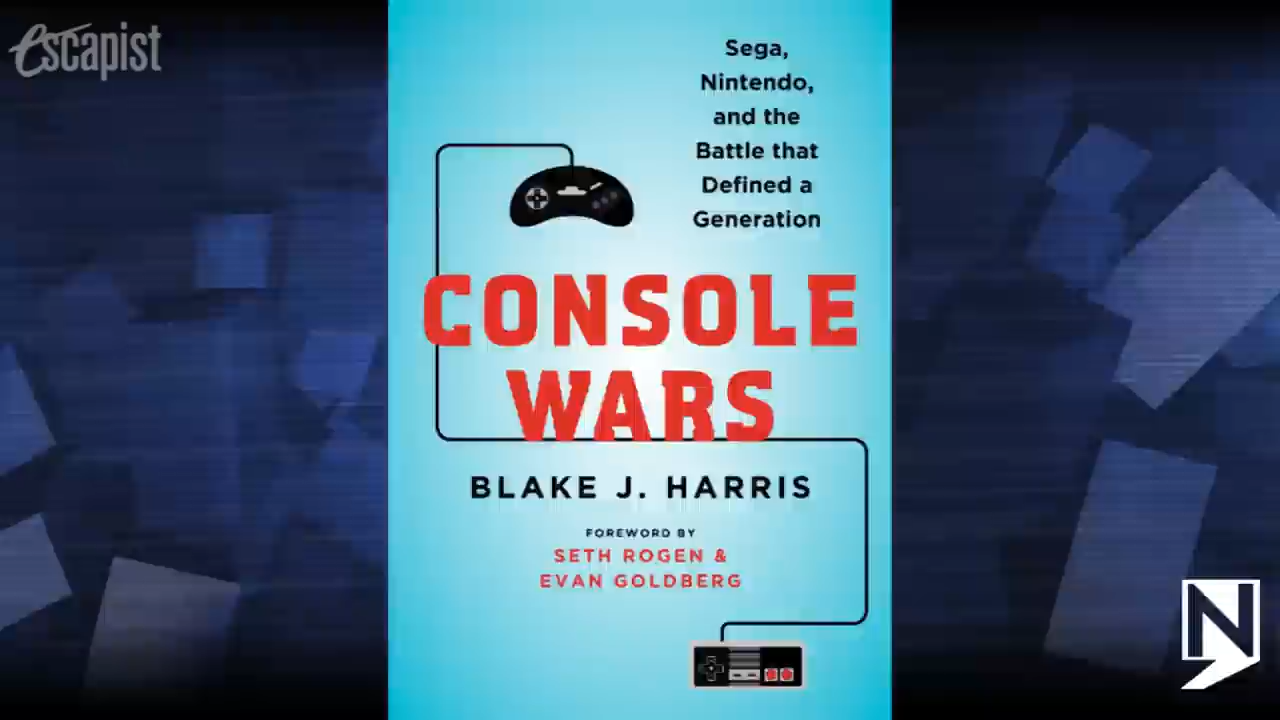 escapist
Sega,
Nintendo,
and the
Battle that
Defined a
Generation
CONSOLE
WARS
BLAKE J. HARRIS
FOREWORD BY
SETH ROGEN &
EVAN GOLDBERG
N